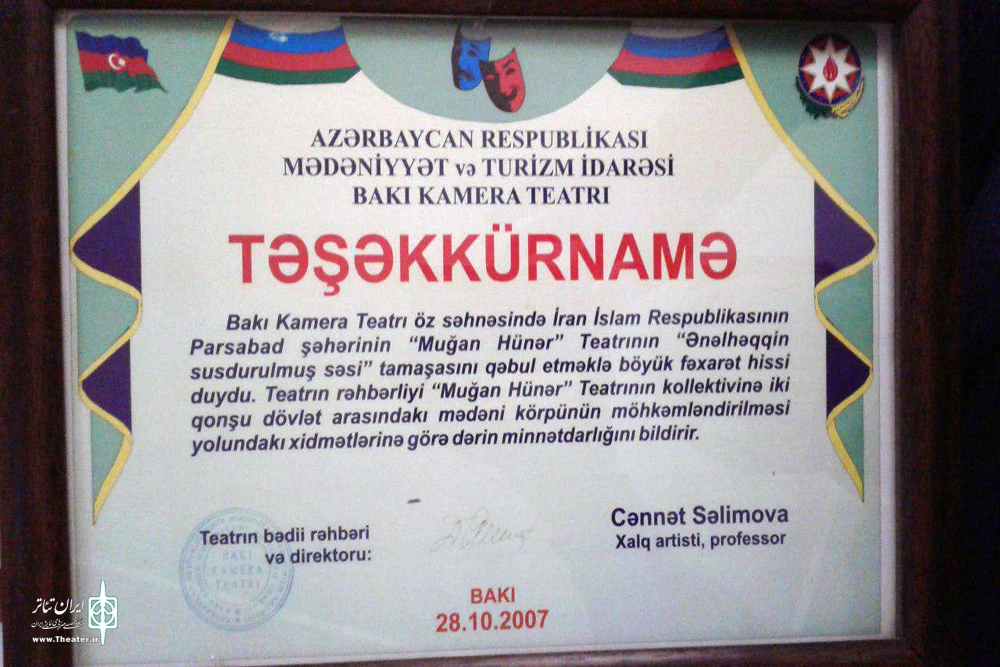 AZƏRBAYCAN RESPUBLİKASI
MƏDƏNİYYƏT və TURİZM İDARƏSİ
BAKI KAMERA TEATRI
TƏŞƏKKÜRNAMƏ
Bakı Kamera Teatrı öz səhnəsində İran İslam Respublikasının
Parsabad şəhərinin “Muğan Hünər” Teatrının “Ənəlhəqqin
susdurulmuş səsi” tamaşasını qəbul etməklə böyük fəxarət hissi
duydu. Teatrın rəhbərliyi “Muğan Hünər” Teatrının kollektivinə iki
qonşu dövlət arasındakı mədəni körpünün möhkəmləndirilməsi
yolundakı xidmətlərinə görə dərin minnətdarlığını bildirir.
Teatrın bədii rəhbəri
və direktoru:
Cənnət Səlimova
Xalq artisti, professor
BAKI
KAMERA
TEATRI
BAKI
28.10.2007
ایران تئاتر
www.Theater.ir